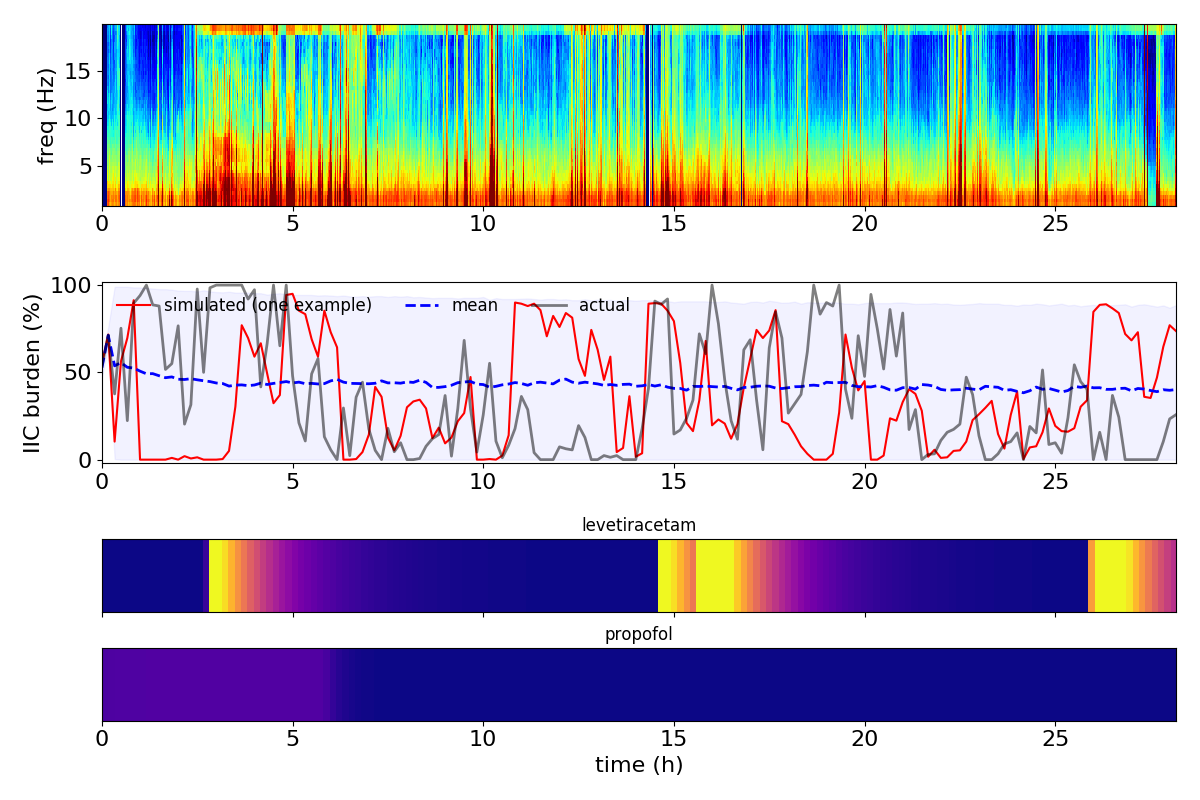 freq (Hz)
15
10
5
0 5 10 15 20 25
IIC burden (%)
100
50
0
simulated (one example) mean actual
0 5 10 15 20 25
levetiracetam
propofol
0 5 10 15 20 25
time (h)